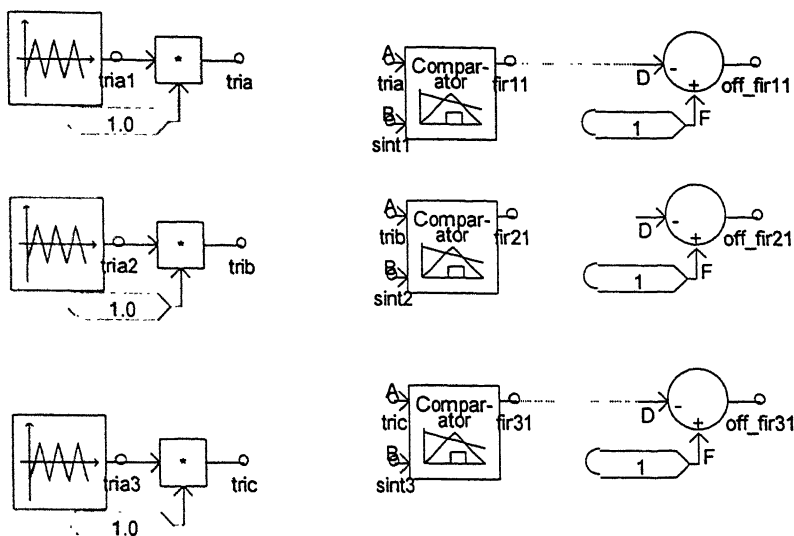 tria1
*
tria
1.0
A
tria
B
sint1
Compar-
ator
fir11
D
-
+
F
1
off_fir11
tria2
*
trib
1.0
A
trib
B
sint2
Compar-
ator
fir21
D
-
+
F
1
off_fir21
tria3
*
tric
1.0
A
tric
B
sint3
Compar-
ator
fir31
D
-
+
F
1
off_fir31